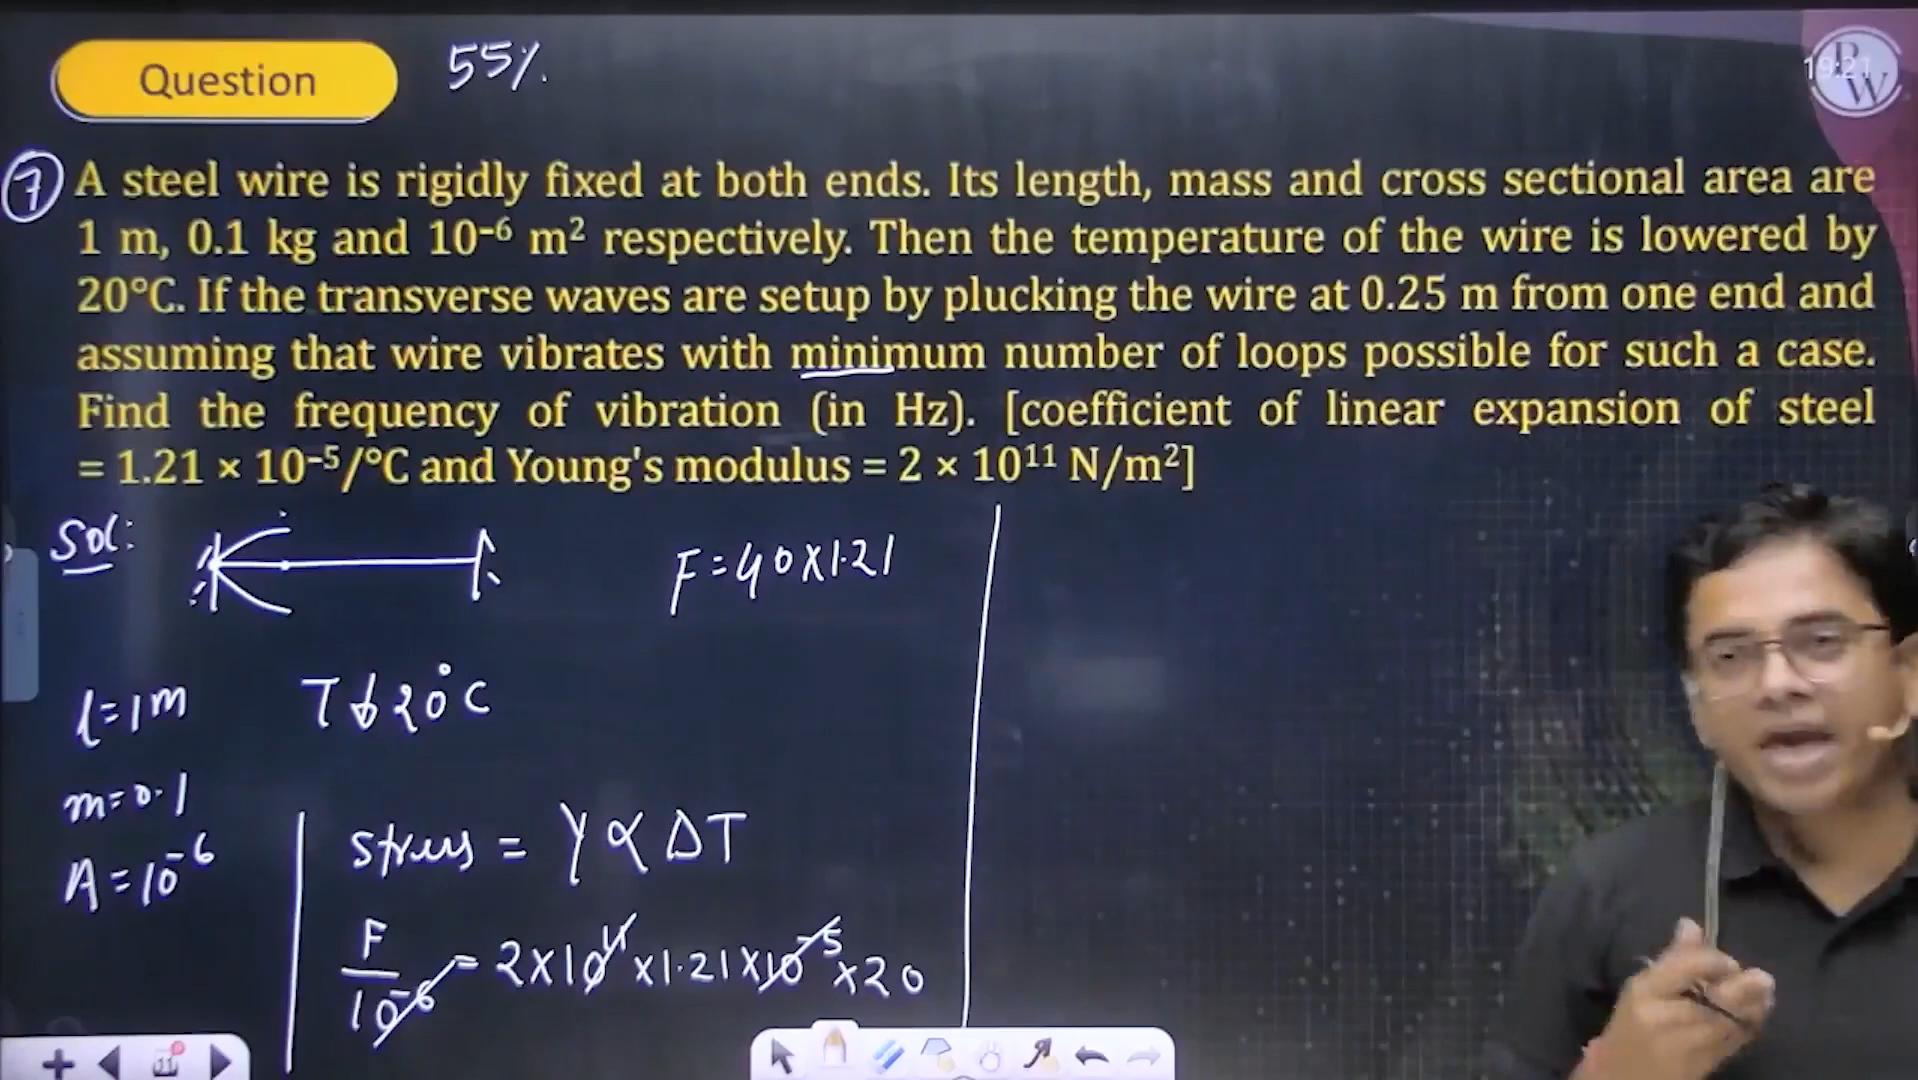 Question
55%.
19:21
PW
7 A steel wire is rigidly fixed at both ends. Its length, mass and cross sectional area are
1 m, 0.1 kg and 10⁻⁶ m² respectively. Then the temperature of the wire is lowered by
20°C. If the transverse waves are setup by plucking the wire at 0.25 m from one end and
assuming that wire vibrates with minimum number of loops possible for such a case.
Find the frequency of vibration (in Hz). [coefficient of linear expansion of steel
= 1.21 × 10⁻⁵/°C and Young's modulus = 2 × 10¹¹ N/m²]
Sol:
F=40×1.21
l=1m
T↓20°C
m=0.1
A=10⁻⁶
stress = Y∝ΔT
F/10⁻⁶ = 2×10¹¹×1.21×10⁻⁵×20
11